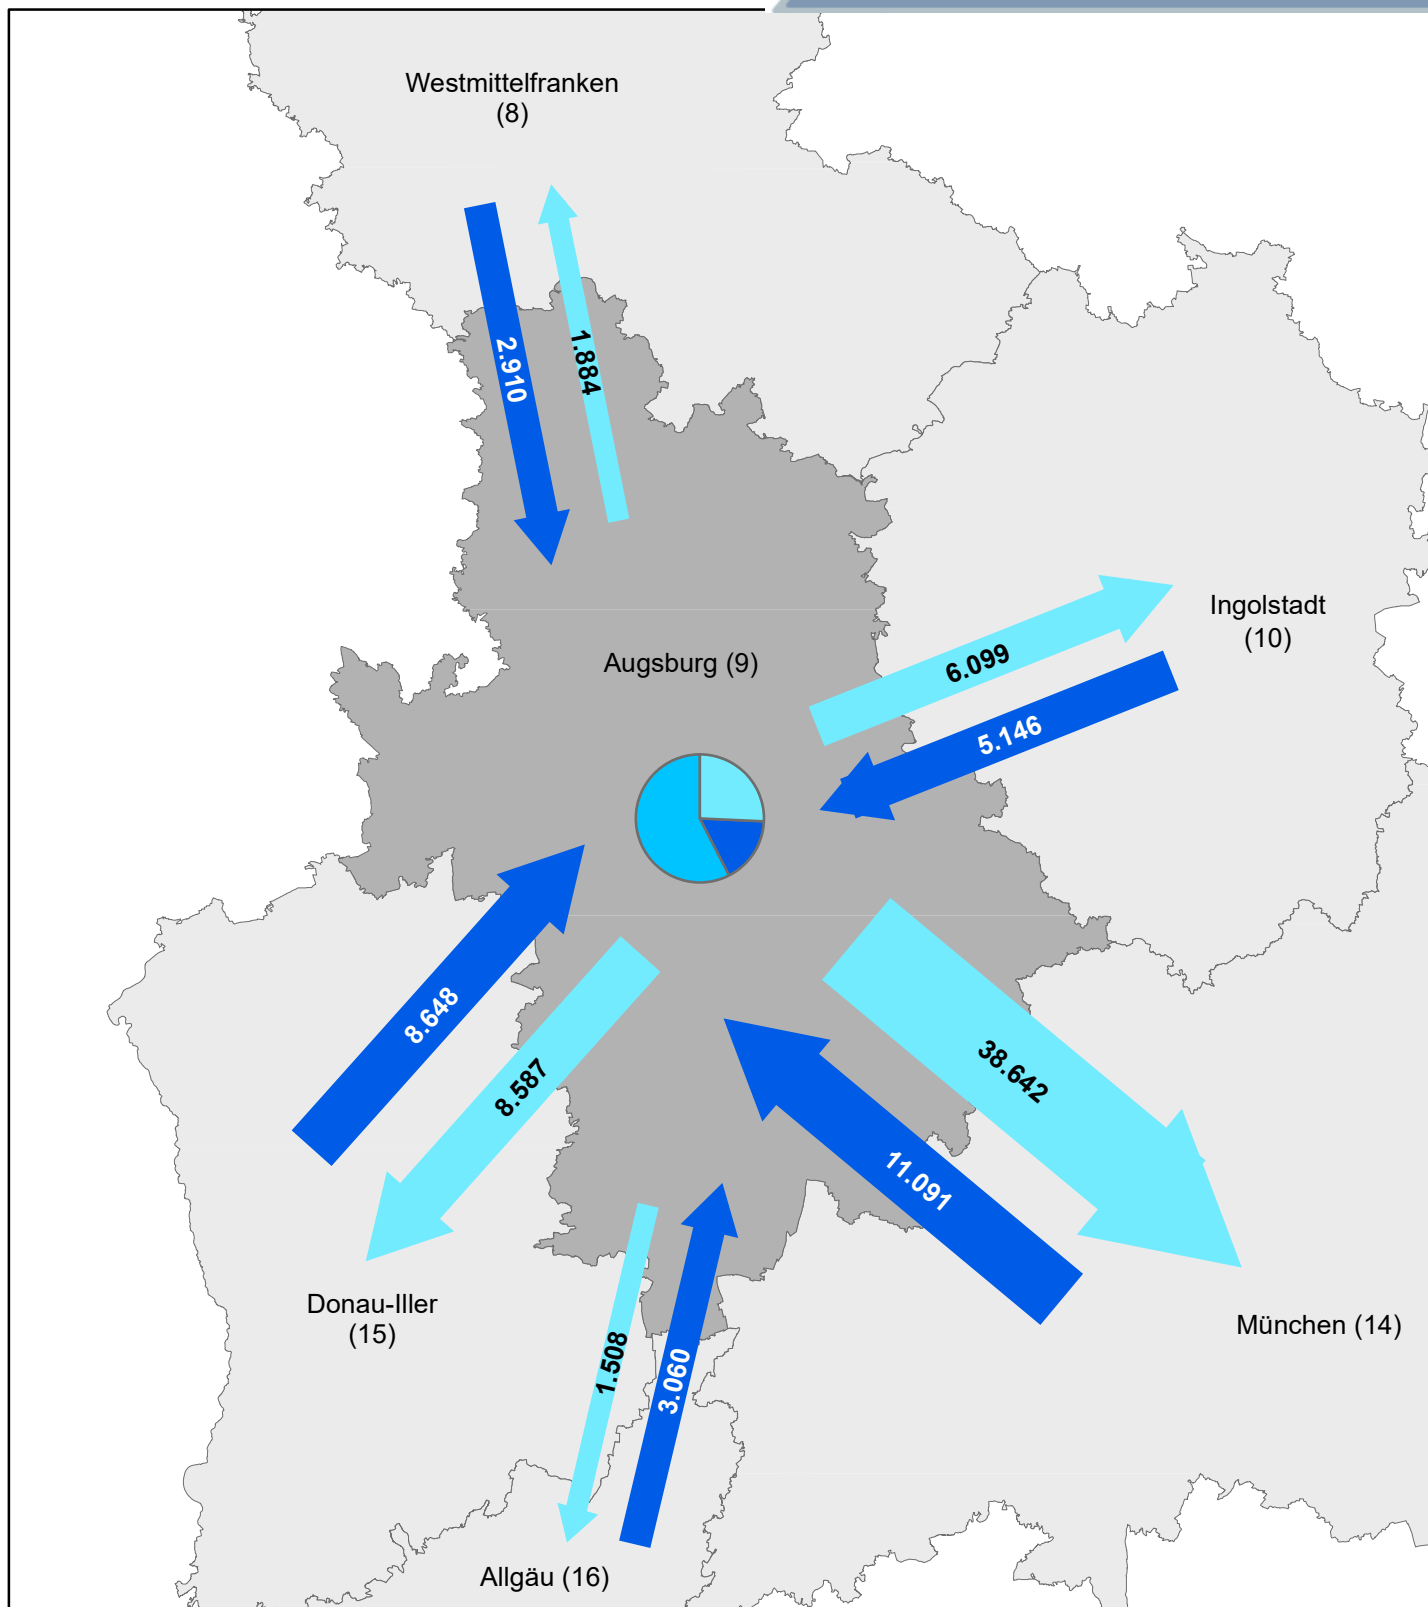 Westmittelfranken
(8)
2.910
1.884
Ingolstadt
(10)
6.099
5.146
Augsburg (9)
8.648
8.587
38.642
11.091
Donau-Iller
(15)
München (14)
1.508
3.060
Allgäu (16)